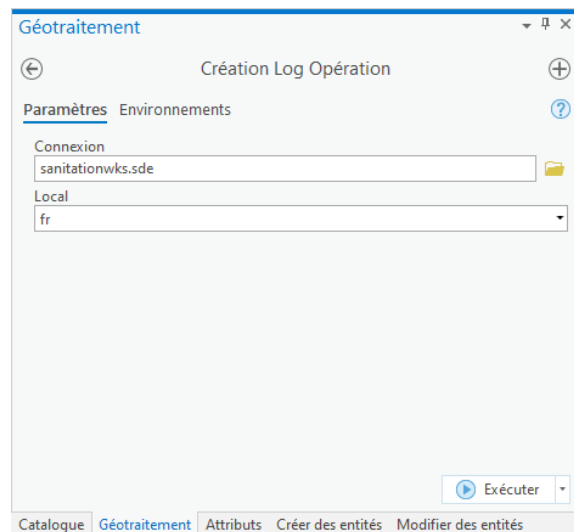 Géotraitement
Création Log Opération
Paramètres Environnements
Connexion
sanitationwks.sde
Local
fr
Exécuter
Catalogue Géotraitement Attributs Créer des entités Modifier des entités